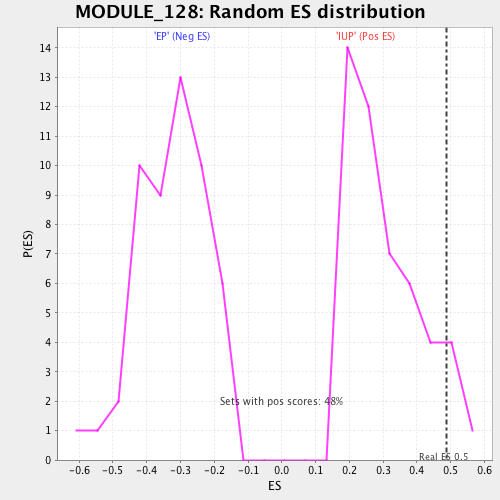 MODULE_128: Random ES distribution
'EP' (Neg ES) 'IUP' (Pos ES)
14
13
12
11
10
9
8
7
6
5
4
3
2
1
0
P(ES)
Sets with pos scores: 48%
Real ES 0.5
-0.6 -0.5 -0.4 -0.3 -0.2 -0.1 0.0 0.1 0.2 0.3 0.4 0.5 0.6
ES